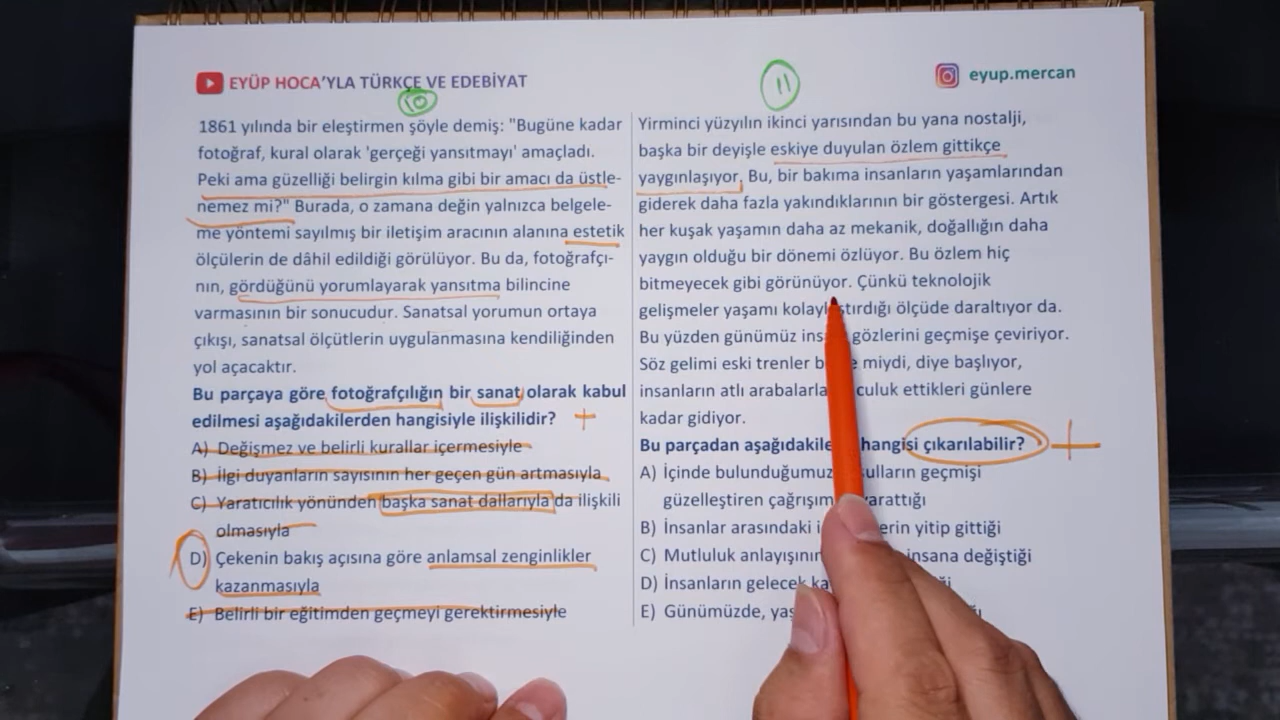 EYÜP HOCA'YLA TÜRKÇE VE EDEBİYAT
10
1861 yılında bir eleştirmen şöyle demiş: "Bugüne kadar
fotoğraf, kural olarak 'gerçeği yansıtmayı' amaçladı.
Peki ama güzelliği belirgin kılma gibi bir amacı da üstle-
nemez mi?" Burada, o zamana değin yalnızca belgele-
me yöntemi sayılmış bir iletişim aracının alanına estetik
ölçülerin de dâhil edildiği görülüyor. Bu da, fotoğrafçı-
nın, gördüğünü yorumlayarak yansıtma bilincine
varmasının bir sonucudur. Sanatsal yorumun ortaya
çıkışı, sanatsal ölçütlerin uygulanmasına kendiliğinden
yol açacaktır.
Bu parçaya göre fotoğrafçılığın bir sanat olarak kabul
edilmesi aşağıdakilerden hangisiyle ilişkilidir? +
A) Değişmez ve belirli kurallar içermesiyle
B) İlgi duyanların sayısının her geçen gün artmasıyla
C) Yaratıcılık yönünden başka sanat dallarıyla da ilişkili
olmasıyla
D) Çekenin bakış açısına göre anlamsal zenginlikler
kazanmasıyla
E) Belirli bir eğitimden geçmeyi gerektirmesiyle
eyup.mercan
11
Yirminci yüzyılın ikinci yarısından bu yana nostalji,
başka bir deyişle eskiye duyulan özlem gittikçe
yaygınlaşıyor. Bu, bir bakıma insanların yaşamlarından
giderek daha fazla yakındıklarının bir göstergesi. Artık
her kuşak yaşamın daha az mekanik, doğallığın daha
yaygın olduğu bir dönemi özlüyor. Bu özlem hiç
bitmeyecek gibi görünüyor. Çünkü teknolojik
gelişmeler yaşamı kolaylaştırdığı ölçüde daraltıyor da.
Bu yüzden günümüz gözlerini geçmişe çeviriyor.
Söz gelimi eski trenler miydi, diye başlıyor,
insanların atlı arabalarla culuk ettikleri günlere
kadar gidiyor.
Bu parçadan hangisi çıkarılabilir? +
A) İçinde bulunduğumuz geçmişi
güzelleştiren yarattığı
B) İnsanlar arasındaki yitip gittiği
C) Mutluluk insana değiştiği
D) İnsanların gelecek
E) Günümüzde,